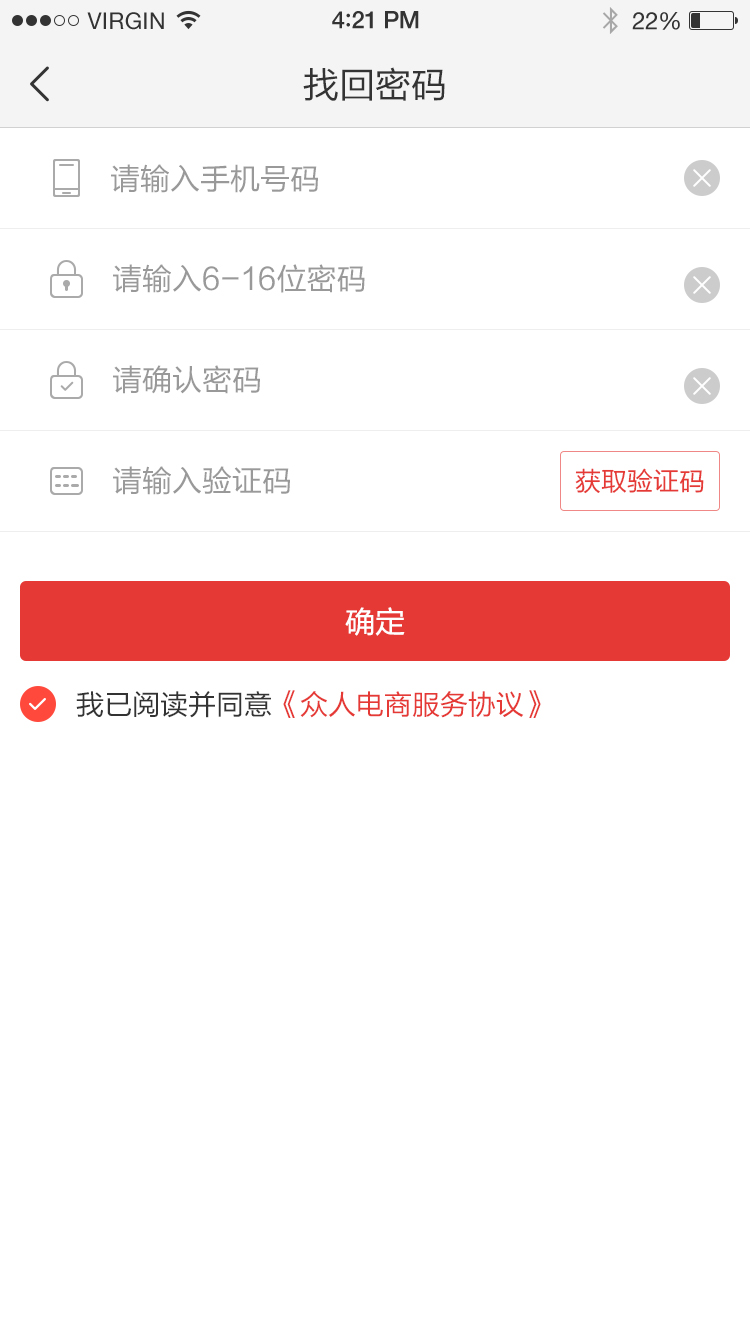 VIRGIN 4:21 PM 22%
找回密码
请输入手机号码
请输入6-16位密码
请确认密码
请输入验证码 获取验证码
确定
我已阅读并同意《众人电商服务协议》